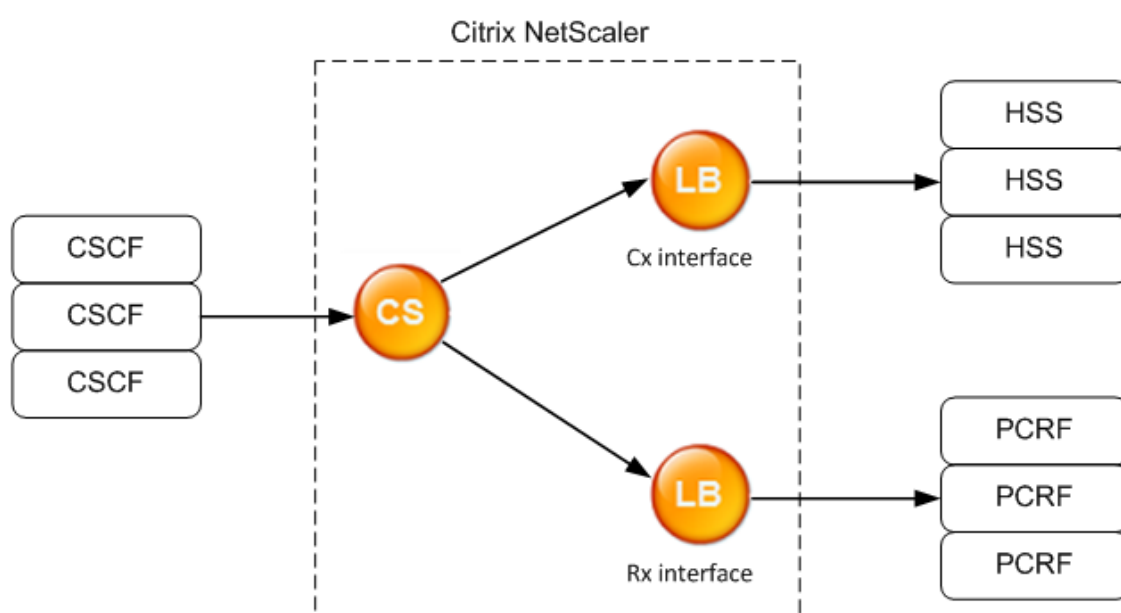 Citrix NetScaler
CSCF
CSCF
CSCF
CS
LB
Cx interface
LB
Rx interface
HSS
HSS
HSS
PCRF
PCRF
PCRF